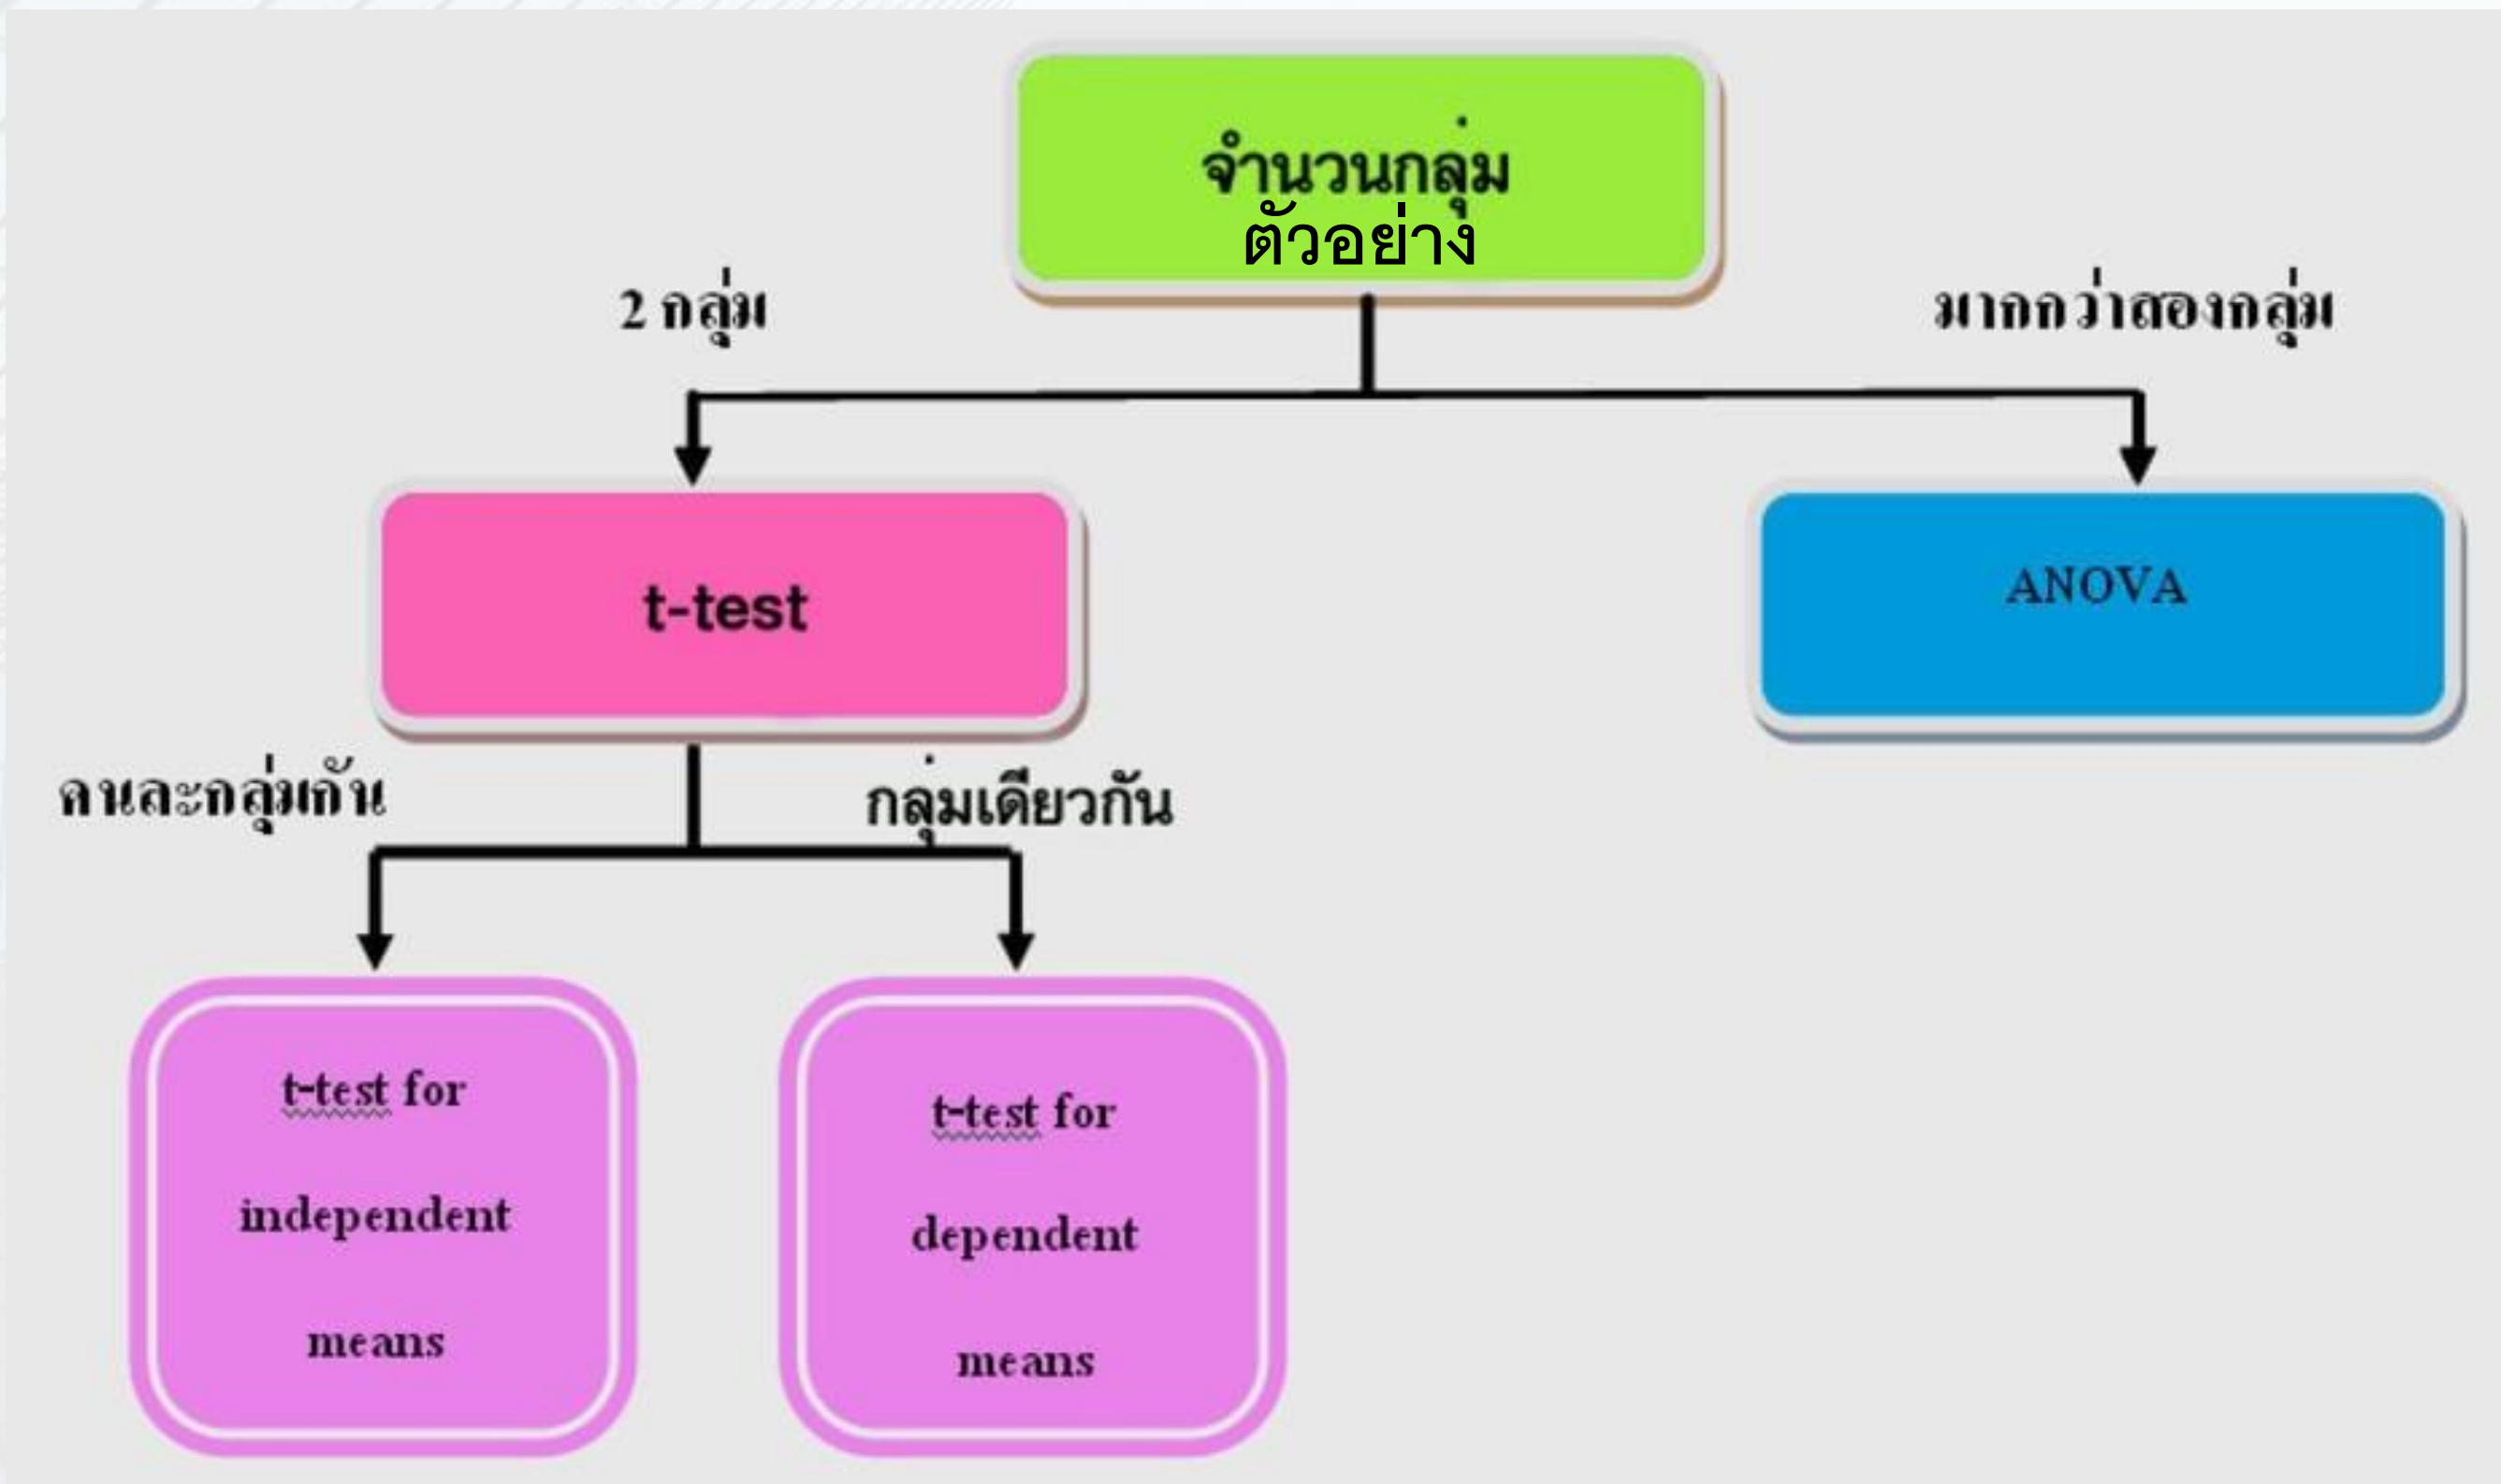 จำนวนกลุ่ม
ตัวอย่าง
2 กลุ่ม
มากกว่าสองกลุ่ม
t-test
ANOVA
คนละกลุ่มกัน
กลุ่มเดียวกัน
t-test for
independent
means
t-test for
dependent
means